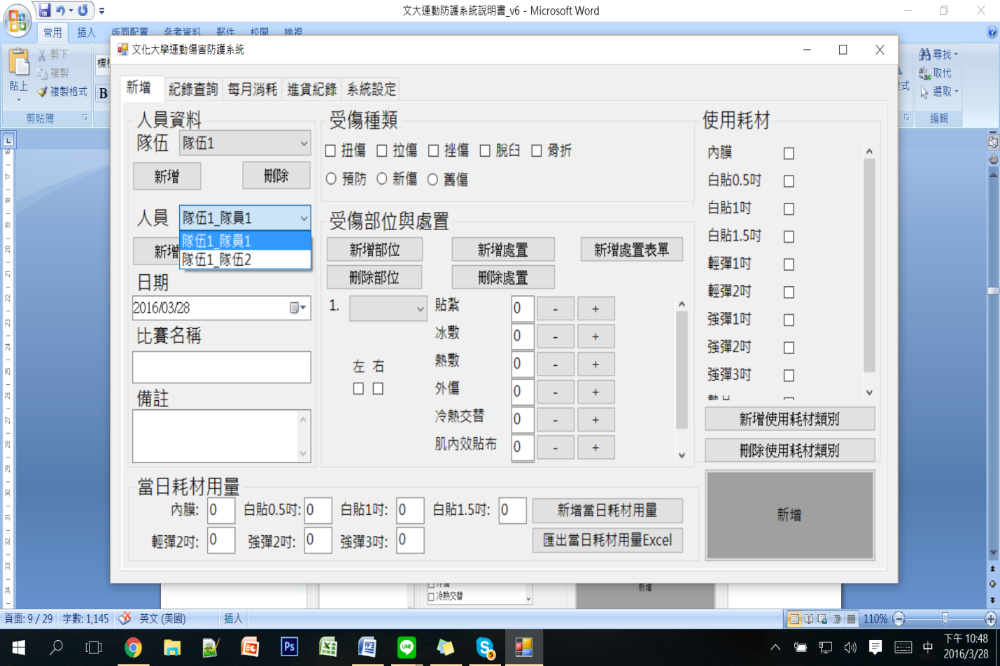 文大運動防護系統說明書_v6 - Microsoft Word
常用 插入 版面配置 參考資料 郵件 校閱 檢視
貼上
剪下
複製
複製格式
剪貼簿
B
尋找
取代
選取
編輯
文化大學運動傷害防護系統
新增 紀錄查詢 每月消耗 進貨紀錄 系統設定
人員資料
隊伍 隊伍1
新增 刪除
人員 隊伍1_隊員1
隊伍1_隊員1
隊伍1_隊伍2
新增
日期
2016/03/28
比賽名稱
備註
受傷種類
扭傷 拉傷 挫傷 脫臼 骨折
預防 新傷 舊傷
受傷部位與處置
新增部位 新增處置 新增處置表單
刪除部位 刪除處置
1.
左 右
貼紮 0 - +
冰敷 0 - +
熱敷 0 - +
外傷 0 - +
冷熱交替 0 - +
肌內效貼布 0 - +
使用耗材
內膜
白貼0.5吋
白貼1吋
白貼1.5吋
輕彈1吋
輕彈2吋
強彈1吋
強彈2吋
強彈3吋
新增使用耗材類別
刪除使用耗材類別
新增
當日耗材用量
內膜: 0 白貼0.5吋: 0 白貼1吋: 0 白貼1.5吋: 0
輕彈2吋: 0 強彈2吋: 0 強彈3吋: 0
新增當日耗材用量
匯出當日耗材用量Excel
冷熱交替
新增
頁面: 9 / 29 字數: 1,145 英文 (美國) 插入 110%
Ps LINE 5 中
下午 10:48
2016/3/28